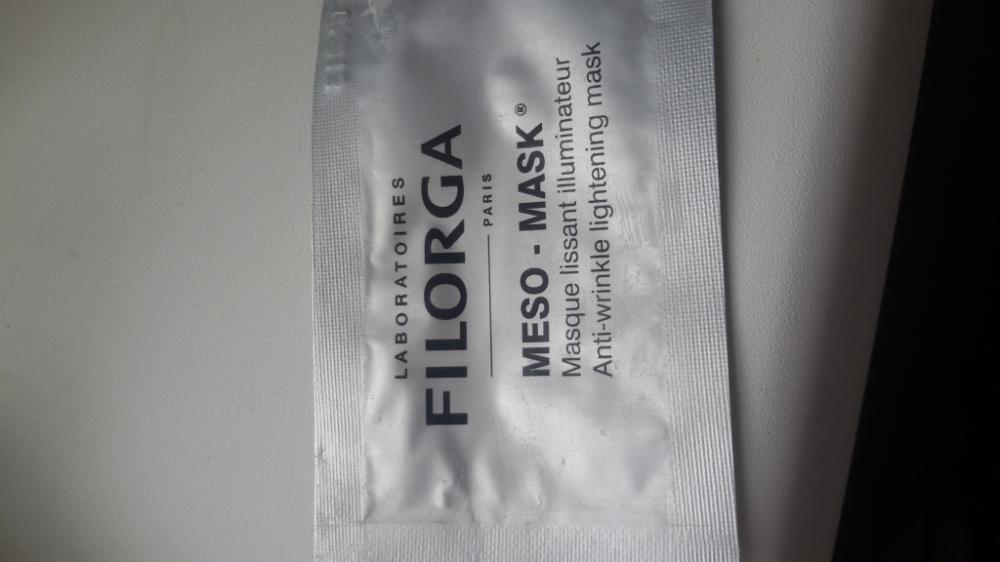 LABORATOIRES
FILORGA
PARIS
MESO - MASK ®
Masque lissant illuminateur
Anti-wrinkle lightening mask